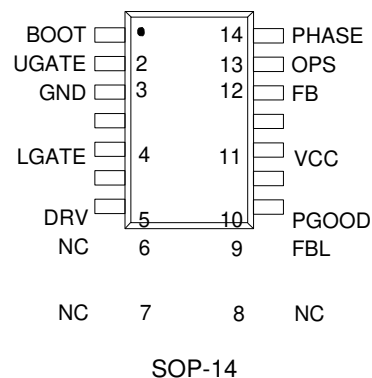 BOOT 14 PHASE
UGATE 2 13 OPS
GND 3 12 FB
LGATE 4 11 VCC
DRV 5 10 PGOOD
NC 6 9 FBL
NC 7 8 NC
SOP-14